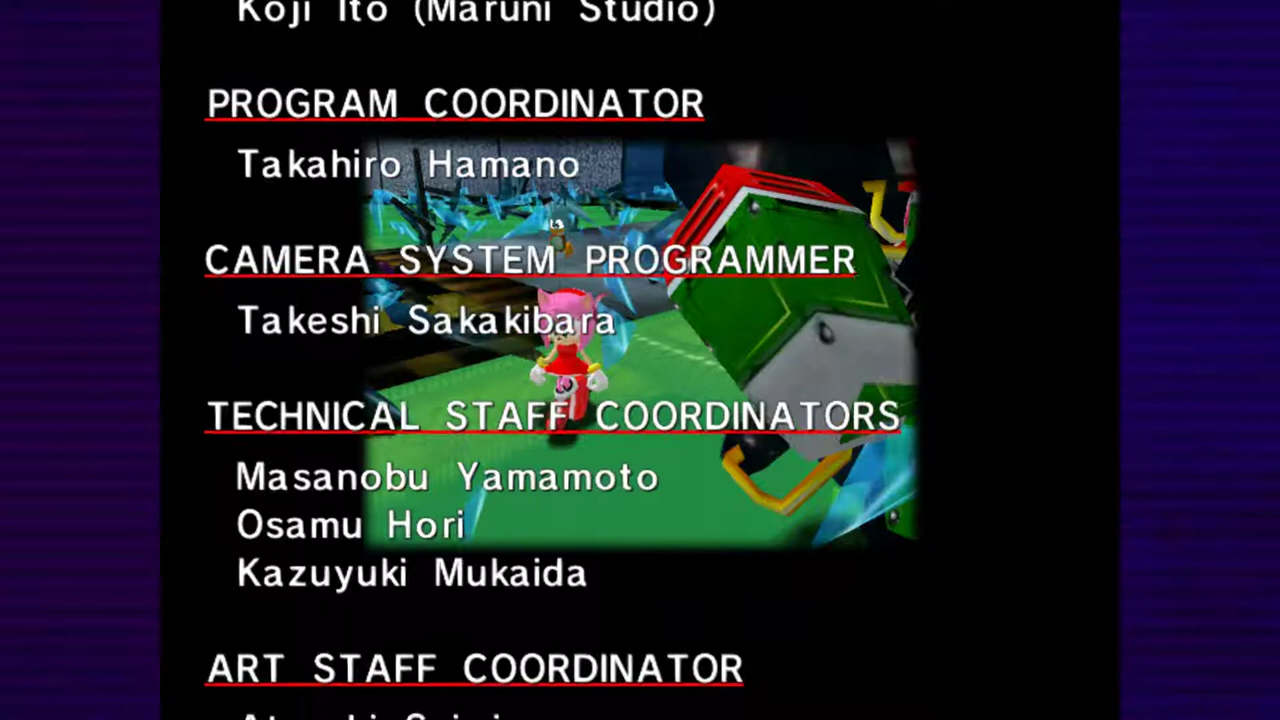 Koji Ito (Maruni Studio)
PROGRAM COORDINATOR
Takahiro Hamano
CAMERA SYSTEM PROGRAMMER
Takeshi Sakakibara
TECHNICAL STAFF COORDINATORS
Masanobu Yamamoto
Osamu Hori
Kazuyuki Mukaida
ART STAFF COORDINATOR